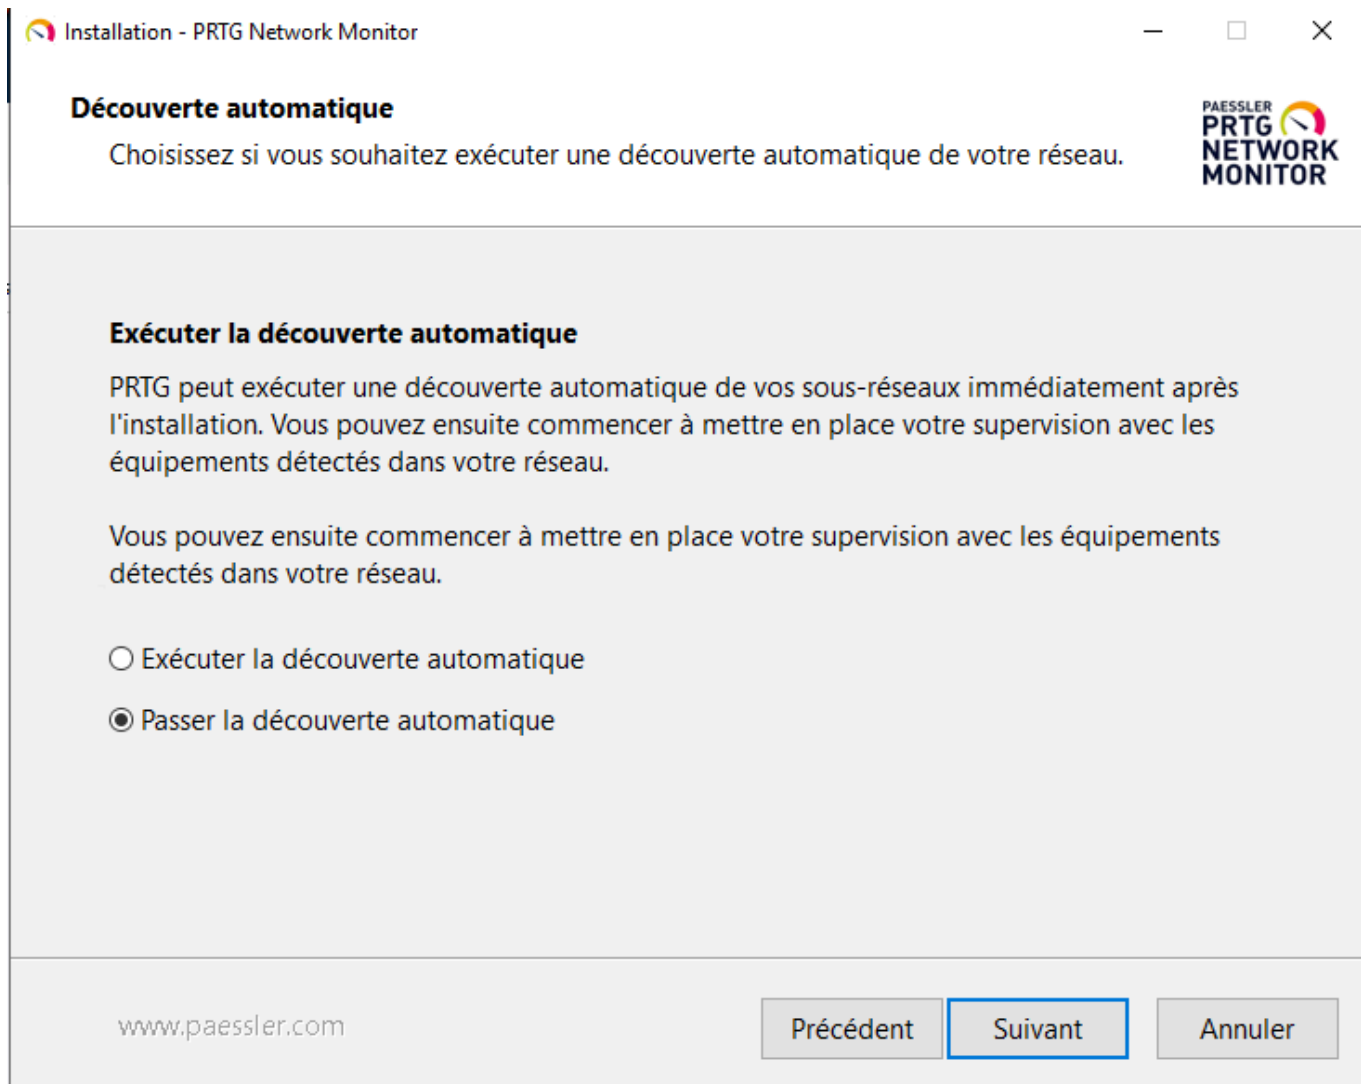 Installation - PRTG Network Monitor
Découverte automatique
Choisissez si vous souhaitez exécuter une découverte automatique de votre réseau.
PAESSLER
PRTG
NETWORK
MONITOR
Exécuter la découverte automatique
PRTG peut exécuter une découverte automatique de vos sous-réseaux immédiatement après
l'installation. Vous pouvez ensuite commencer à mettre en place votre supervision avec les
équipements détectés dans votre réseau.
Vous pouvez ensuite commencer à mettre en place votre supervision avec les équipements
détectés dans votre réseau.
Exécuter la découverte automatique
Passer la découverte automatique
www.paessler.com
Précédent
Suivant
Annuler